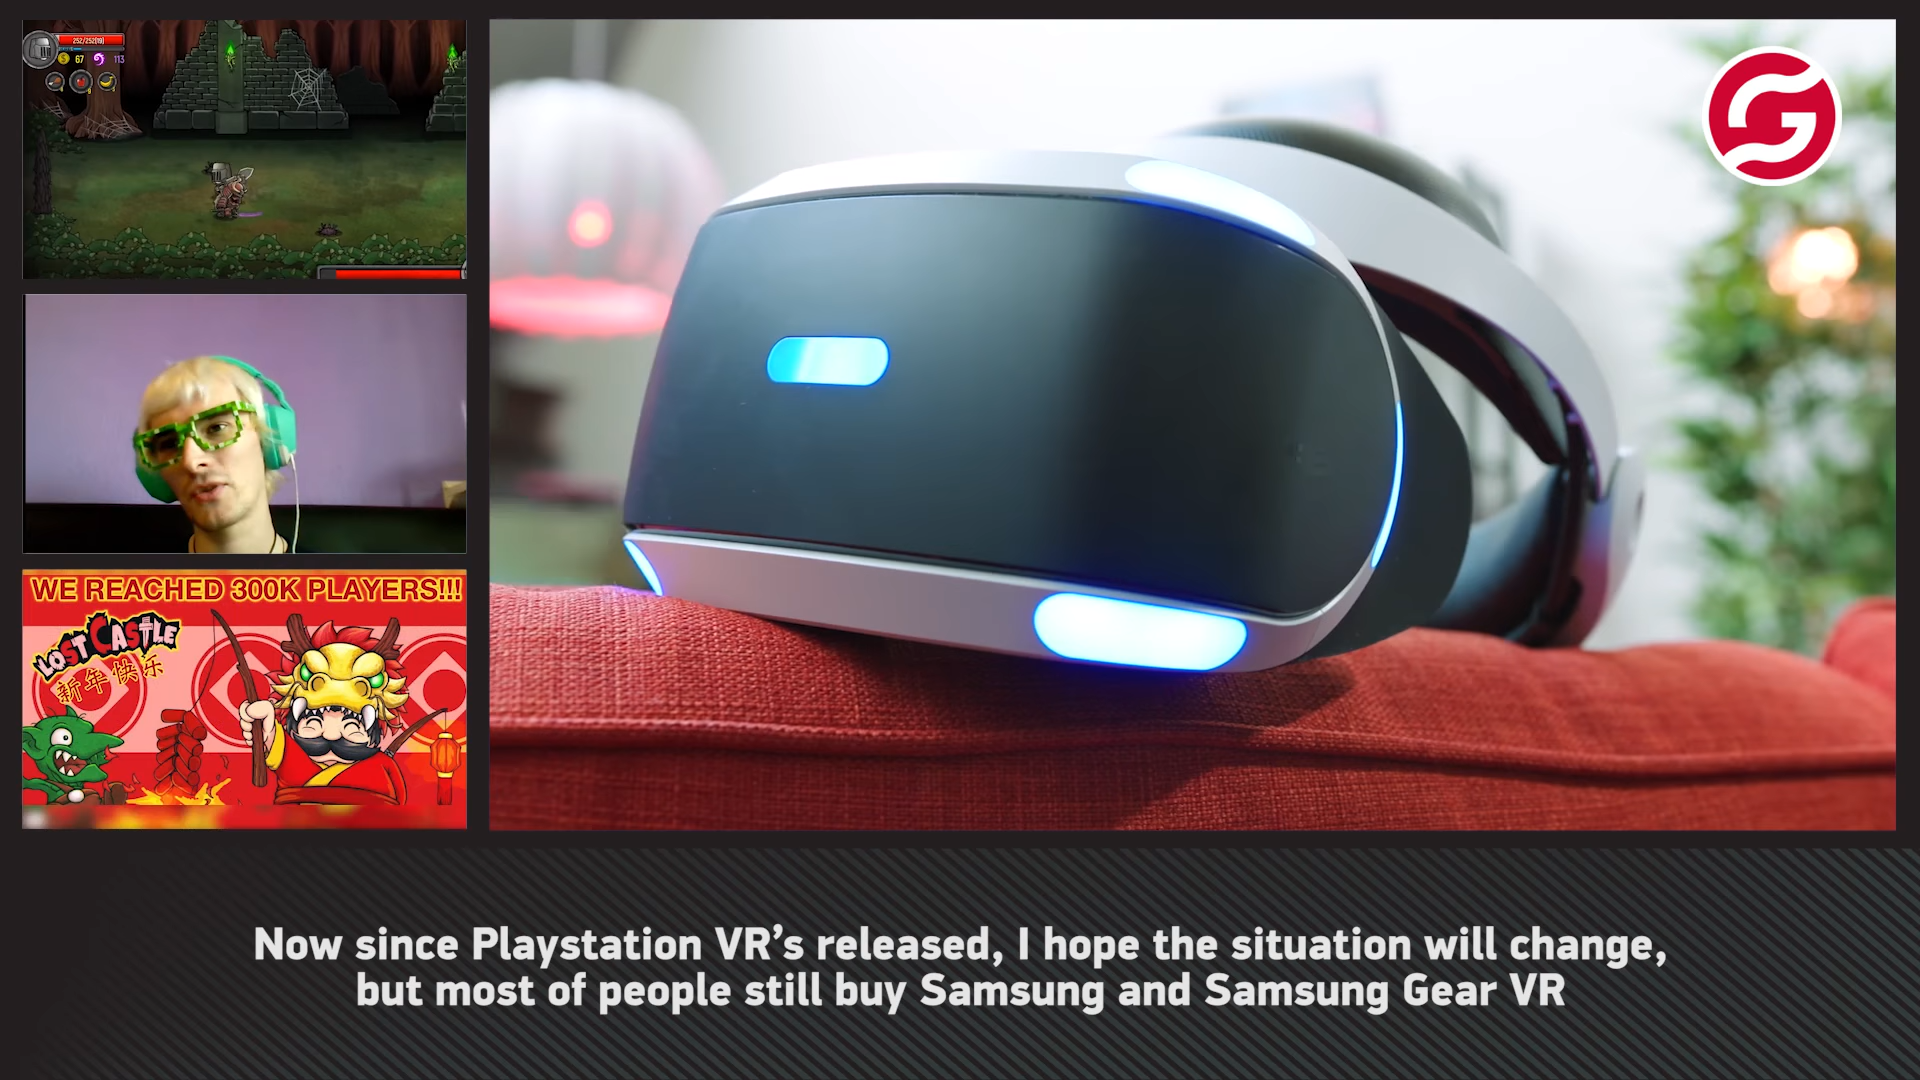 252/252[19]
67
113
WE REACHED 300K PLAYERS!!!
LOST CASTLE
新年快乐
G
Now since Playstation VR’s released, I hope the situation will change,
but most of people still buy Samsung and Samsung Gear VR